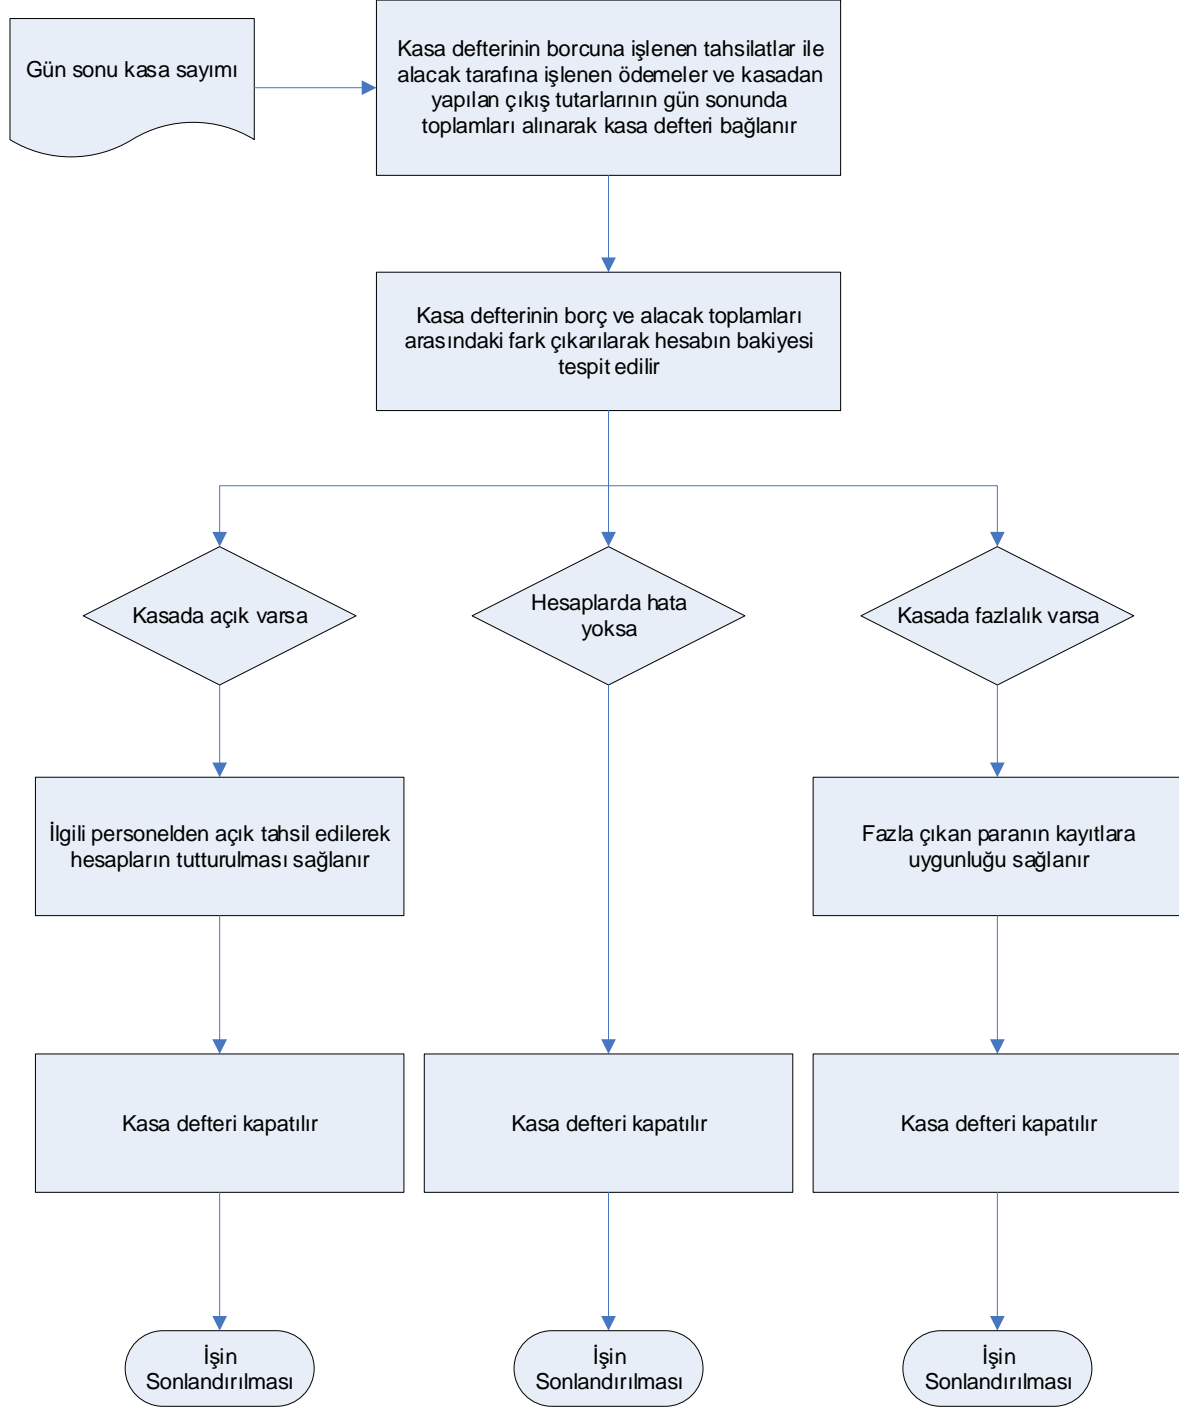 Gün sonu kasa sayımı
Kasa defterinin borcuna işlenen tahsilatlar ile
alacak tarafına işlenen ödemeler ve kasadan
yapılan çıkış tutarlarının gün sonunda
toplamları alınarak kasa defteri bağlanır
Kasa defterinin borç ve alacak toplamları
arasındaki fark çıkarılarak hesabın bakiyesi
tespit edilir
Kasada açık varsa
Hesaplarda hata
yoksa
Kasada fazlalık varsa
İlgili personelden açık tahsil edilerek
hesapların tutturulması sağlanır
Fazla çıkan paranın kayıtlara
uygunluğu sağlanır
Kasa defteri kapatılır
Kasa defteri kapatılır
Kasa defteri kapatılır
İşin
Sonlandırılması
İşin
Sonlandırılması
İşin
Sonlandırılması